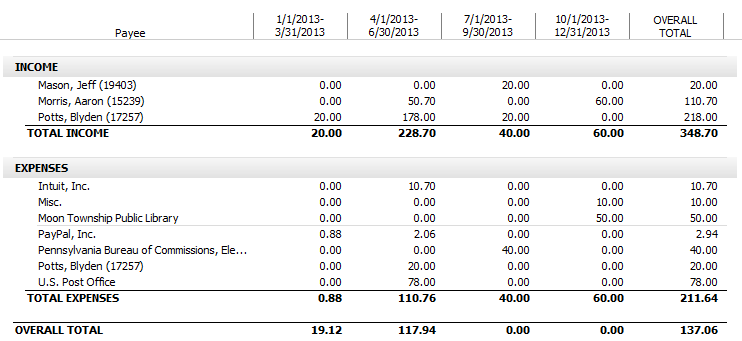 Payee 1/1/2013- 3/31/2013 4/1/2013- 6/30/2013 7/1/2013- 9/30/2013 10/1/2013- 12/31/2013 OVERALL TOTAL
INCOME
Mason, Jeff (19403) 0.00 0.00 20.00 0.00 20.00
Morris, Aaron (15239) 0.00 50.70 0.00 60.00 110.70
Potts, Blyden (17257) 20.00 178.00 20.00 0.00 218.00
TOTAL INCOME 20.00 228.70 40.00 60.00 348.70
EXPENSES
Intuit, Inc. 0.00 10.70 0.00 0.00 10.70
Misc. 0.00 0.00 0.00 10.00 10.00
Moon Township Public Library 0.00 0.00 0.00 50.00 50.00
PayPal, Inc. 0.88 2.06 0.00 0.00 2.94
Pennsylvania Bureau of Commissions, Ele... 0.00 0.00 40.00 0.00 40.00
Potts, Blyden (17257) 0.00 20.00 0.00 0.00 20.00
U.S. Post Office 0.00 78.00 0.00 0.00 78.00
TOTAL EXPENSES 0.88 110.76 40.00 60.00 211.64
OVERALL TOTAL 19.12 117.94 0.00 0.00 137.06